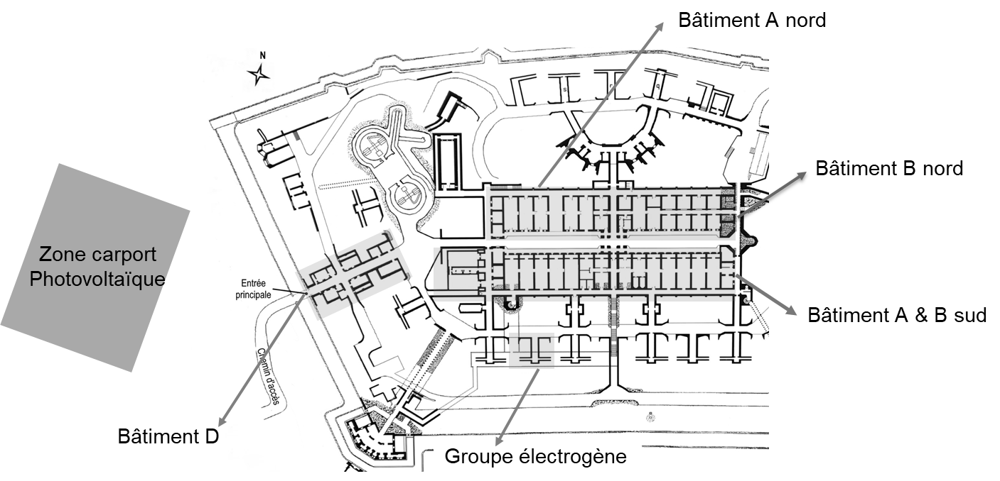 Bâtiment A nord
N
s
r
q
Bâtiment B nord
Zone carport
Photovoltaïque
Entrée
principale
Bâtiment A & B sud
Chemin d'accès
Bâtiment D
Groupe électrogène